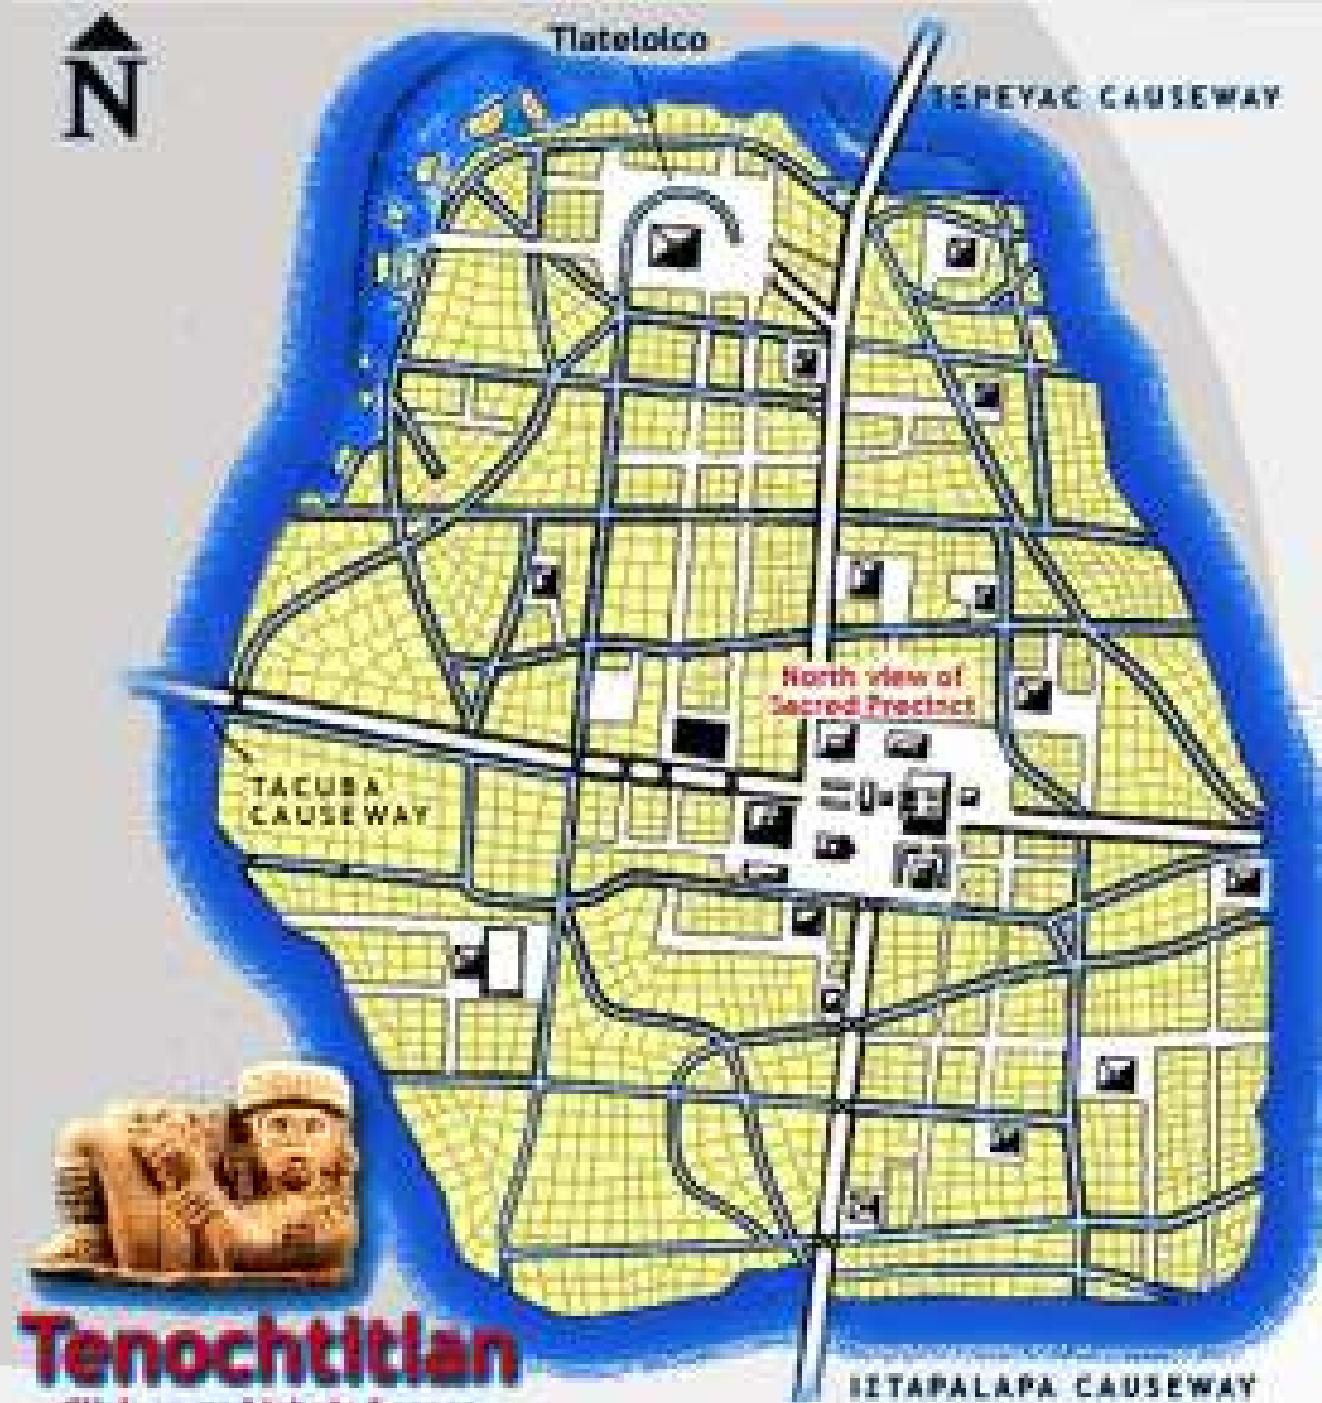 N
Tlatelolco
TEPEYAC CAUSEWAY
North view of
Sacred Precinct
TACUBA
CAUSEWAY
Tenochtitlan
IZTAPALAPA CAUSEWAY